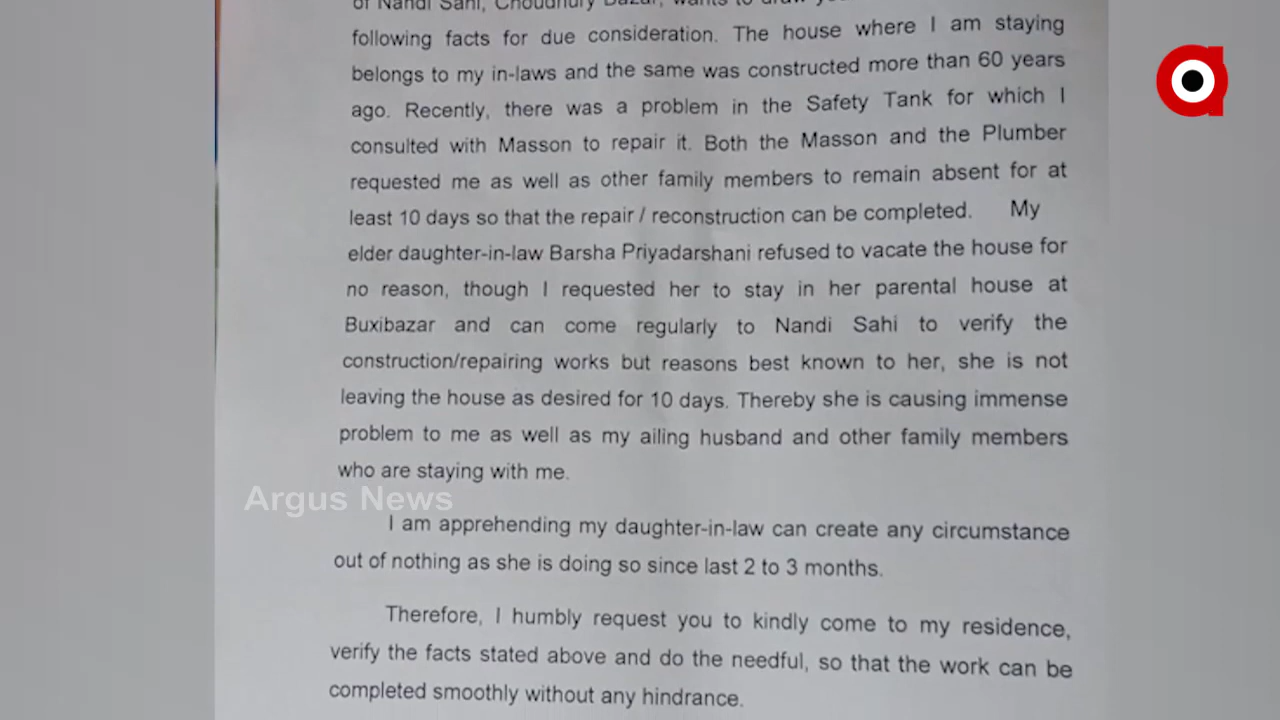 of Nandi Sahi, Choudhury Bazar, wants to draw
following facts for due consideration. The house where I am staying
belongs to my in-laws and the same was constructed more than 60 years
ago. Recently, there was a problem in the Safety Tank for which I
consulted with Masson to repair it. Both the Masson and the Plumber
requested me as well as other family members to remain absent for at
least 10 days so that the repair / reconstruction can be completed. My
elder daughter-in-law Barsha Priyadarshani refused to vacate the house for
no reason, though I requested her to stay in her parental house at
Buxibazar and can come regularly to Nandi Sahi to verify the
construction/repairing works but reasons best known to her, she is not
leaving the house as desired for 10 days. Thereby she is causing immense
problem to me as well as my ailing husband and other family members
who are staying with me.
Argus News
I am apprehending my daughter-in-law can create any circumstance
out of nothing as she is doing so since last 2 to 3 months.
Therefore, I humbly request you to kindly come to my residence,
verify the facts stated above and do the needful, so that the work can be
completed smoothly without any hindrance.